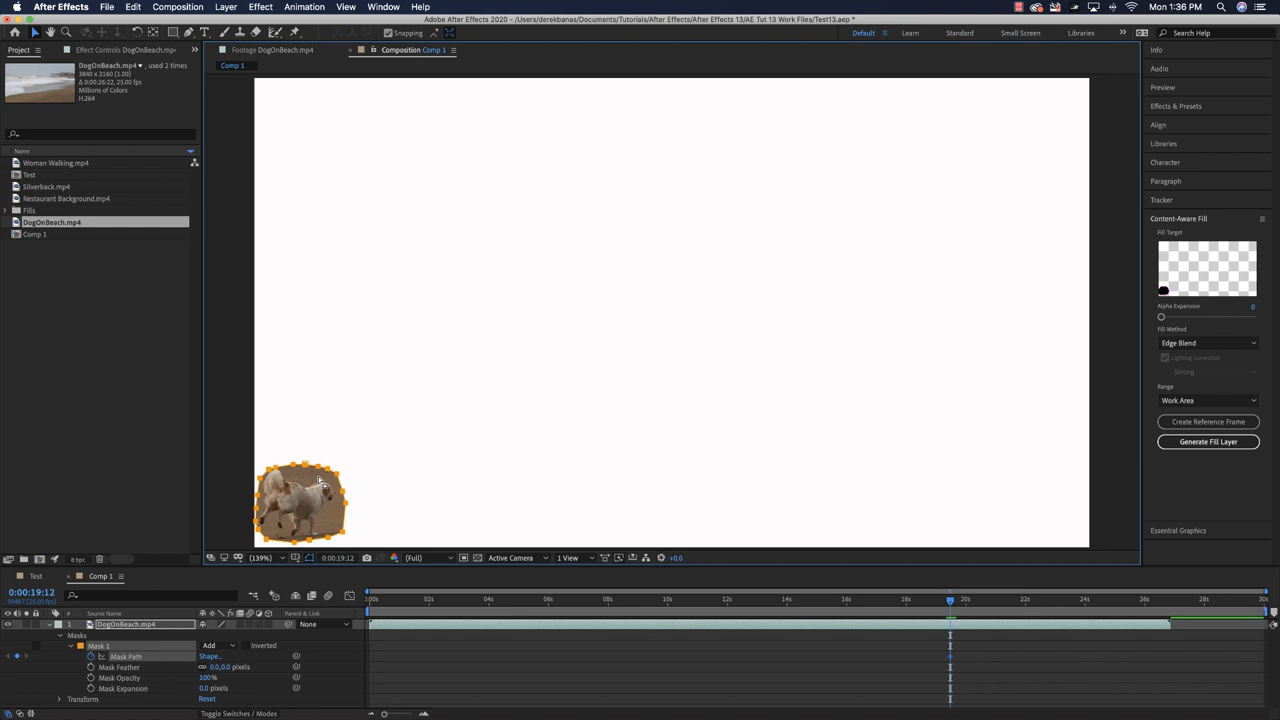 After Effects File Edit Composition Layer Effect Animation View Window Help Mon 1:36 PM
Adobe After Effects 2020 - /Users/derekbanas/Documents/Tutorials/After Effects 13/AE Tut 13 Work Files/Test13.aep *
Snapping Default Learn Standard Small Screen Libraries Search Help
Project Effect Controls DogOnBeach.mp Footage DogOnBeach.mp4 Composition Comp 1 Info
Comp 1
DogOnBeach.mp4, used 2 times
3840 x 2160 (1.00)
Δ 0:00:26:22, 25.00 fps
Millions of Colors
H.264
Audio
Preview
Effects & Presets
Align
Libraries
Character
Paragraph
Tracker
Name
Woman Walking.mp4
Test
Silverback.mp4
Restaurant Background.mp4
Fills
DogOnBeach.mp4
Comp 1
Content-Aware Fill
Fill Target
Alpha Expansion 0
Fill Method
Edge Blend
Lighting Correction
Strong
Range
Work Area
Create Reference Frame
Generate Fill Layer
Essential Graphics
8 bpc (139%) 0:00:19:12 (Full) Active Camera 1 View +0.0
Test Comp 1
0:00:19:12
00487 (25.00 fps)
:00s 02s 04s 06s 08s 10s 12s 14s 16s 18s 20s 22s 24s 26s 28s 30s
# Source Name Parent & Link
1 DogOnBeach.mp4 None
Masks
Mask 1 Add Inverted
Mask Path Shape...
Mask Feather 0.0,0.0 pixels
Mask Opacity 100%
Mask Expansion 0.0 pixels
Transform Reset
Toggle Switches / Modes